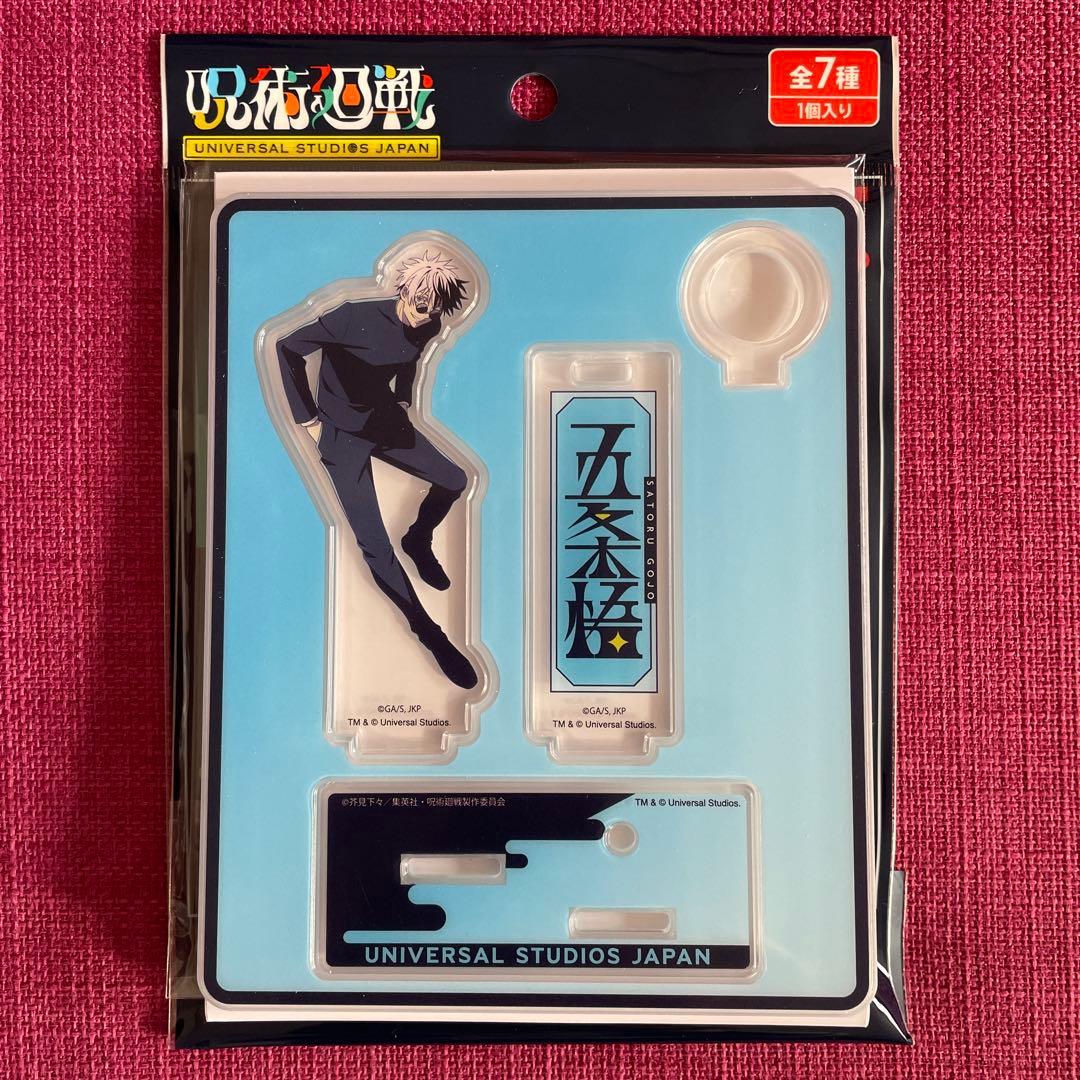 呪術廻戦
UNIVERSAL STUDIOS JAPAN
全7種
1個入り
五条悟
SATORU GOJO
©GA/S, JKP
TM & © Universal Studios.
©GA/S, JKP
TM & © Universal Studios.
©芥見下々／集英社・呪術廻戦製作委員会
TM & © Universal Studios.
UNIVERSAL STUDIOS JAPAN